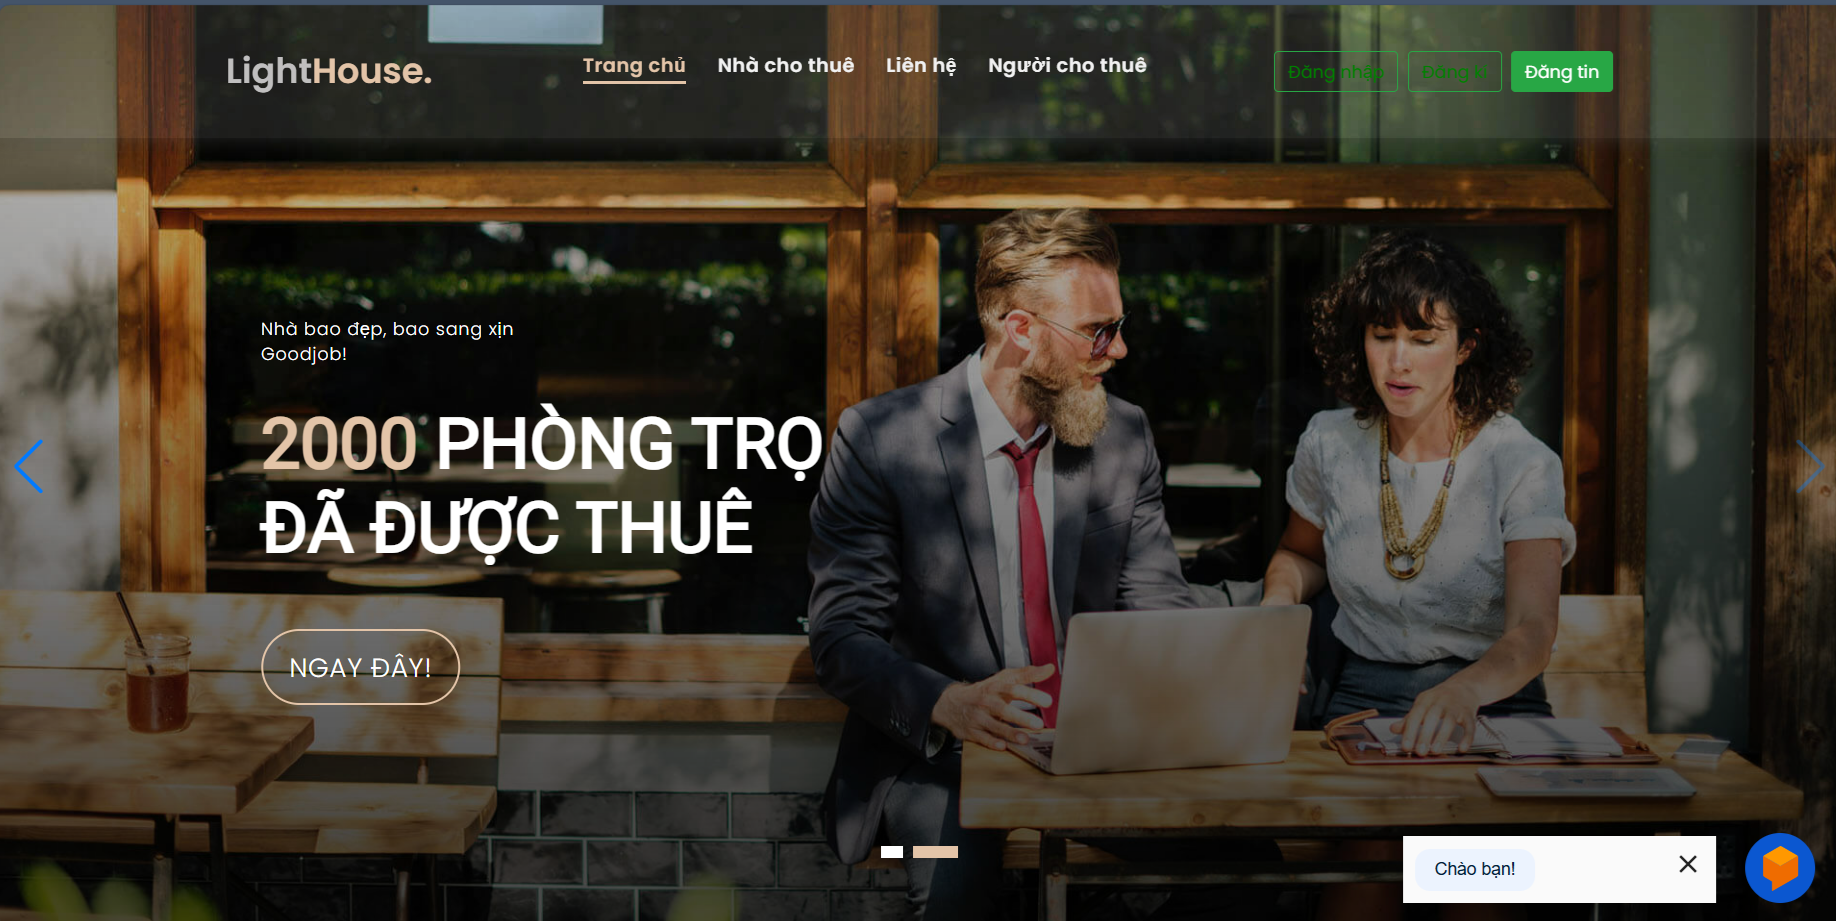 LightHouse.
Trang chủ Nhà cho thuê Liên hệ Người cho thuê
Đăng nhập Đăng kí Đăng tin
Nhà bao đẹp, bao sang xịn
Goodjob!
2000 PHÒNG TRỌ
ĐÃ ĐƯỢC THUÊ
NGAY ĐÂY!
Chào bạn!